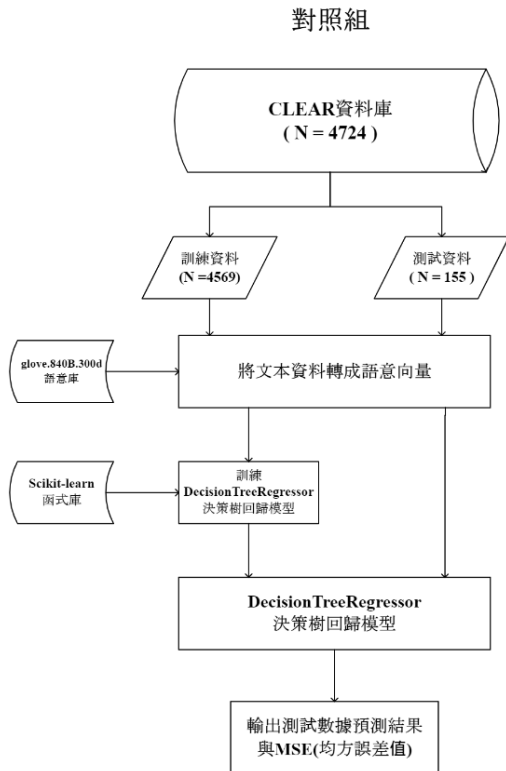 對照組
CLEAR資料庫
( N = 4724 )
訓練資料
(N =4569)
測試資料
( N = 155 )
glove.840B.300d
語意庫
將文本資料轉成語意向量
Scikit-learn
函式庫
訓練
DecisionTreeRegressor
決策樹回歸模型
DecisionTreeRegressor
決策樹回歸模型
輸出測試數據預測結果
與MSE(均方誤差值)